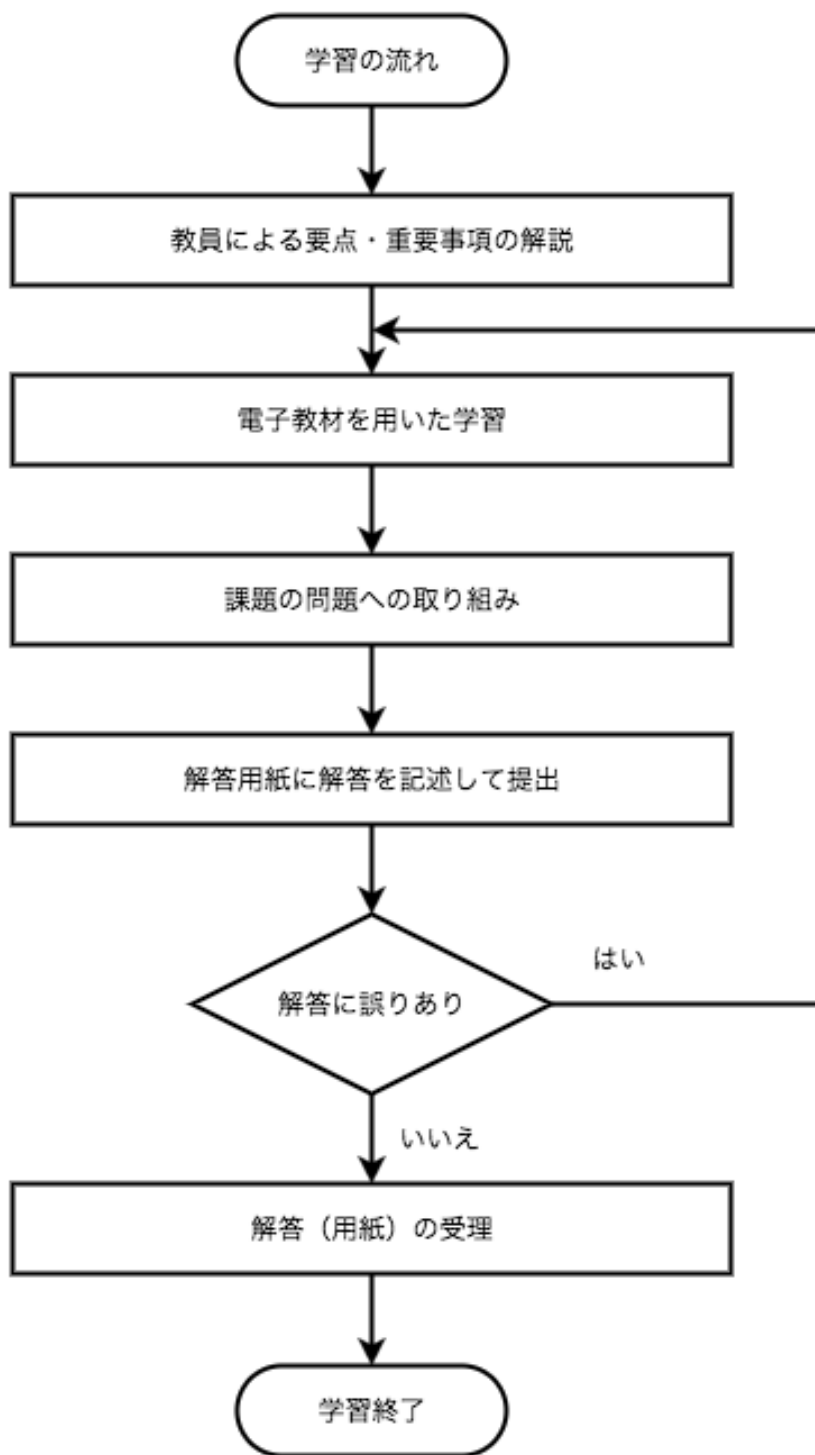 学習の流れ
教員による要点・重要事項の解説
電子教材を用いた学習
課題の問題への取り組み
解答用紙に解答を記述して提出
はい
解答に誤りあり
いいえ
解答（用紙）の受理
学習終了